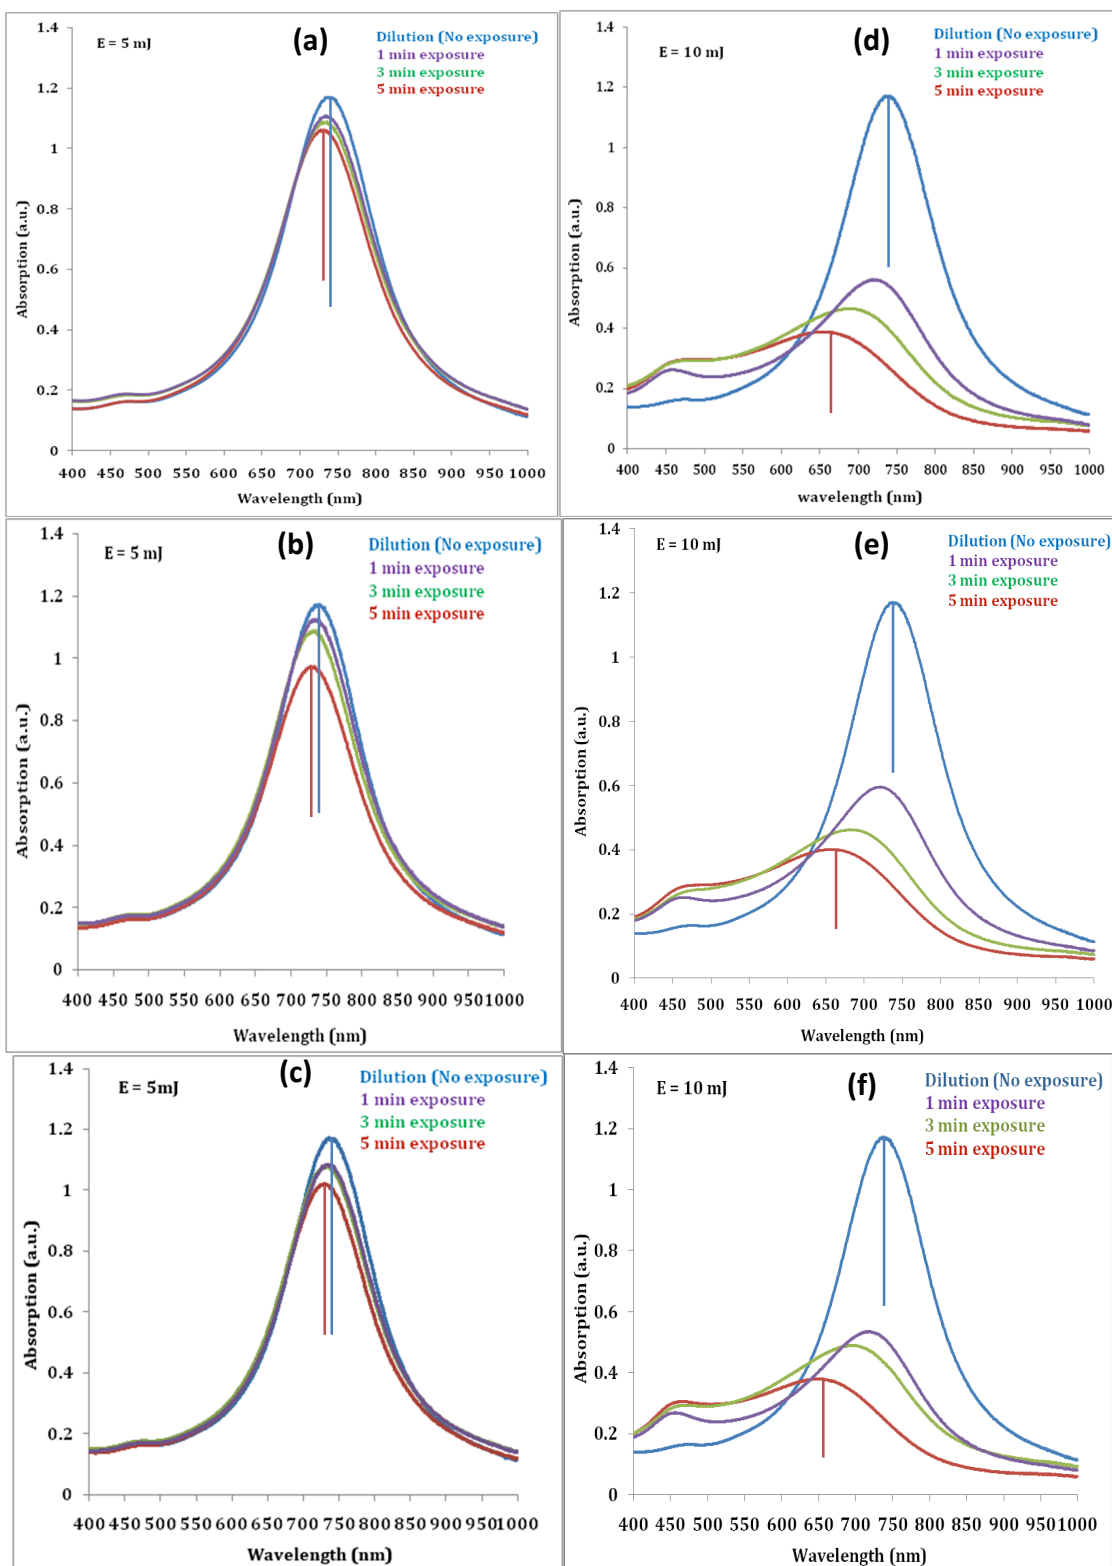 E = 5 mJ
(a)
Dilution (No exposure)
1 min exposure
3 min exposure
5 min exposure
1.4
1.2
1
0.8
0.6
0.4
0.2
0
Absorption (a.u.)
400 450 500 550 600 650 700 750 800 850 900 950 1000
Wavelength (nm)
E = 10 mJ
(d)
Dilution (No exposure)
1 min exposure
3 min exposure
5 min exposure
1.4
1.2
1
0.8
0.6
0.4
0.2
0
Absorption (a.u.)
400 450 500 550 600 650 700 750 800 850 900 950 1000
wavelength (nm)
E = 5 mJ
(b)
Dilution (No exposure)
1 min exposure
3 min exposure
5 min exposure
1.4
1.2
1
0.8
0.6
0.4
0.2
0
Absorption (a.u.)
400 450 500 550 600 650 700 750 800 850 900 950 1000
Wavelength (nm)
E = 10 mJ
(e)
Dilution (No exposure)
1 min exposure
3 min exposure
5 min exposure
1.4
1.2
1
0.8
0.6
0.4
0.2
0
Absorption (a.u.)
400 450 500 550 600 650 700 750 800 850 900 950 1000
Wavelength (nm)
E = 5mJ
(c)
Dilution (No exposure)
1 min exposure
3 min exposure
5 min exposure
1.4
1.2
1
0.8
0.6
0.4
0.2
0
Absorption (a.u.)
400 450 500 550 600 650 700 750 800 850 900 950 1000
Wavelength (nm)
E = 10 mJ
(f)
Dilution (No exposure)
1 min exposure
3 min exposure
5 min exposure
1.4
1.2
1
0.8
0.6
0.4
0.2
0
Absorption (a.u.)
400 450 500 550 600 650 700 750 800 850 900 950 1000
Wavelength (nm)